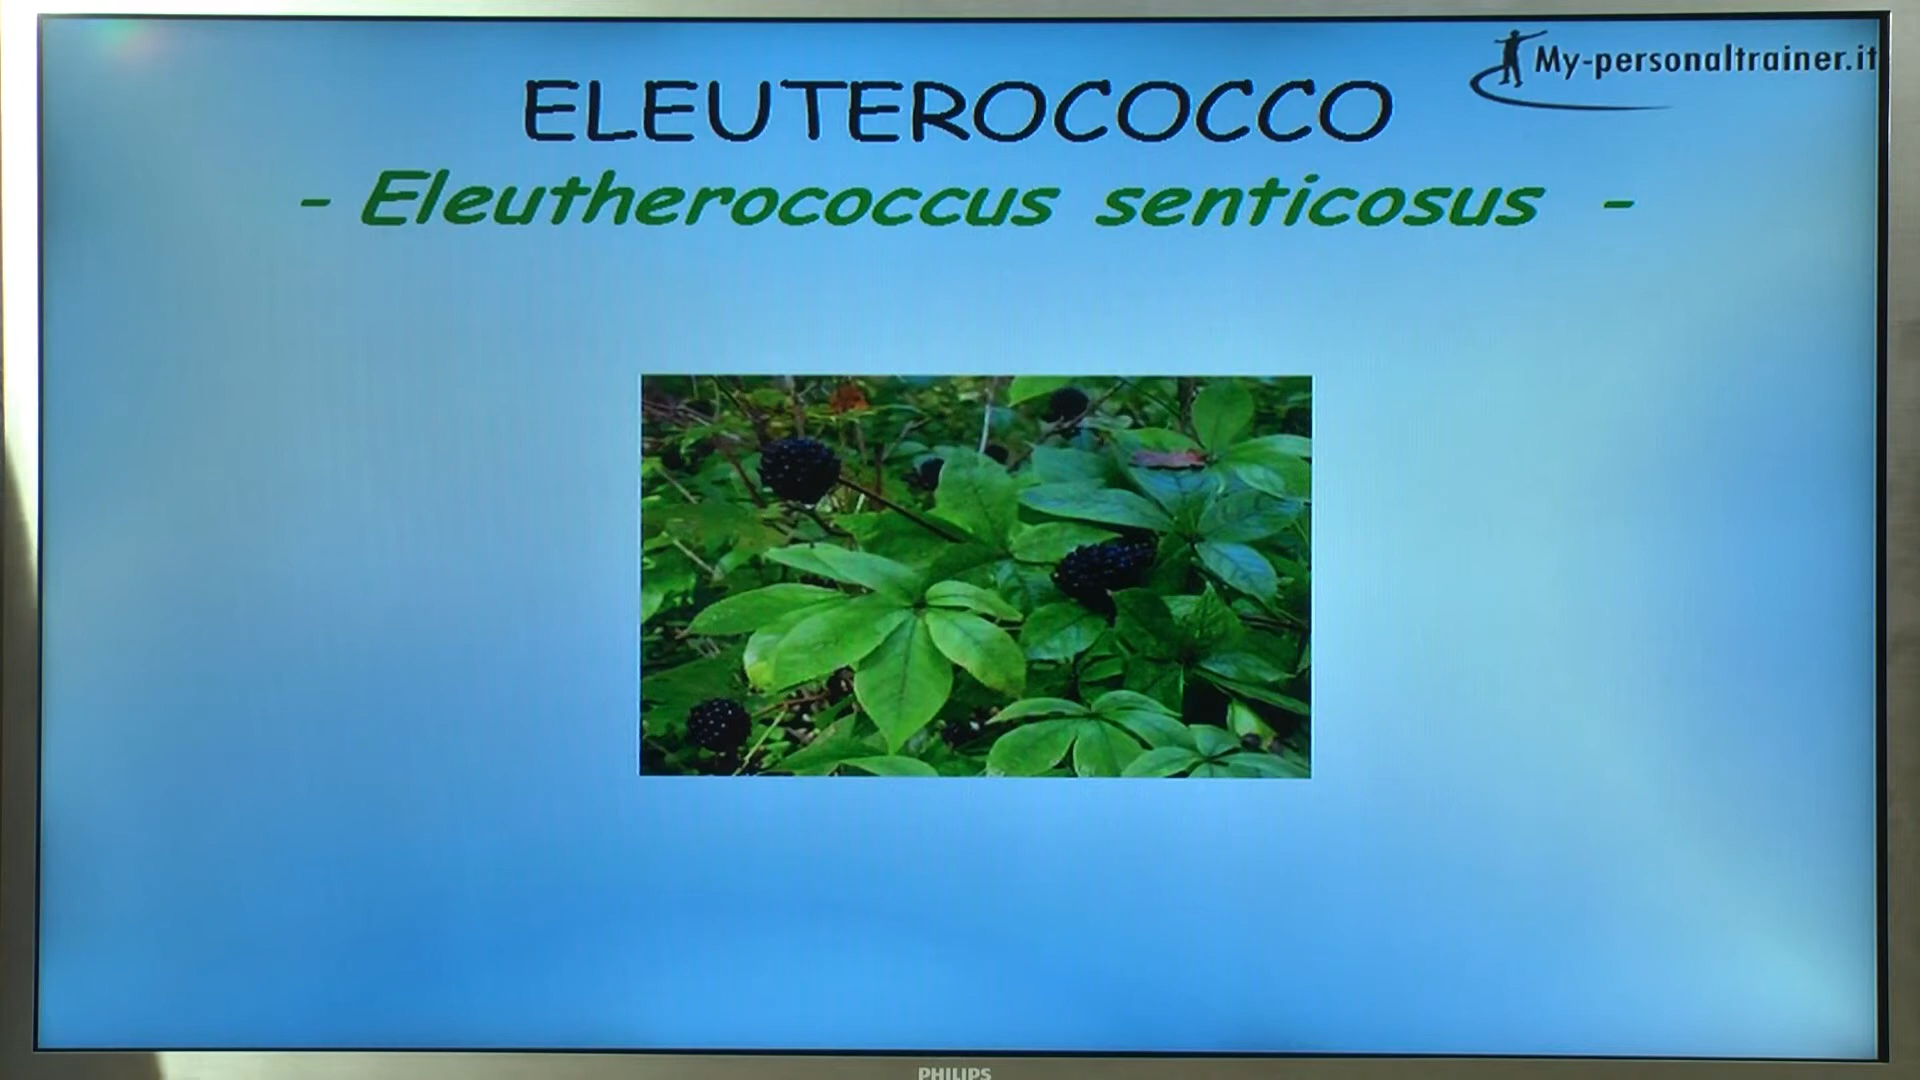 My-personaltrainer.it
ELEUTEROCOCCO
- Eleutherococcus senticosus -
PHILIPS